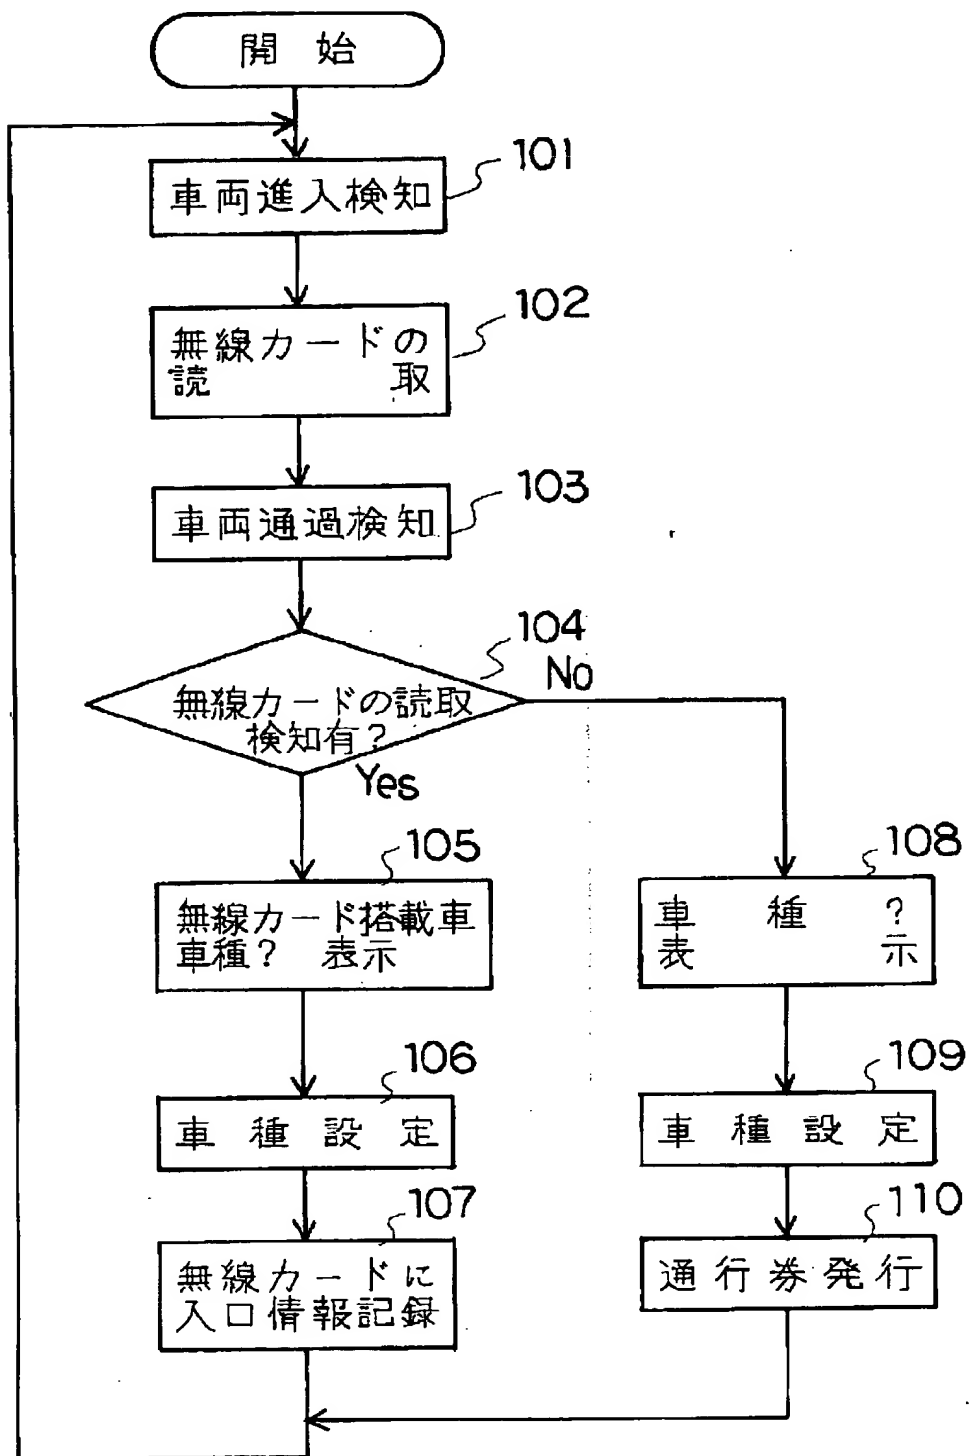 開始
101
車両進入検知
102
無線カードの
読取
103
車両通過検知
104
No
無線カードの読取
検知有?
Yes
105
無線カード搭載車
車種? 表示
106
車種設定
107
無線カードに
入口情報記録
108
車種?
表示
109
車種設定
110
通行券発行